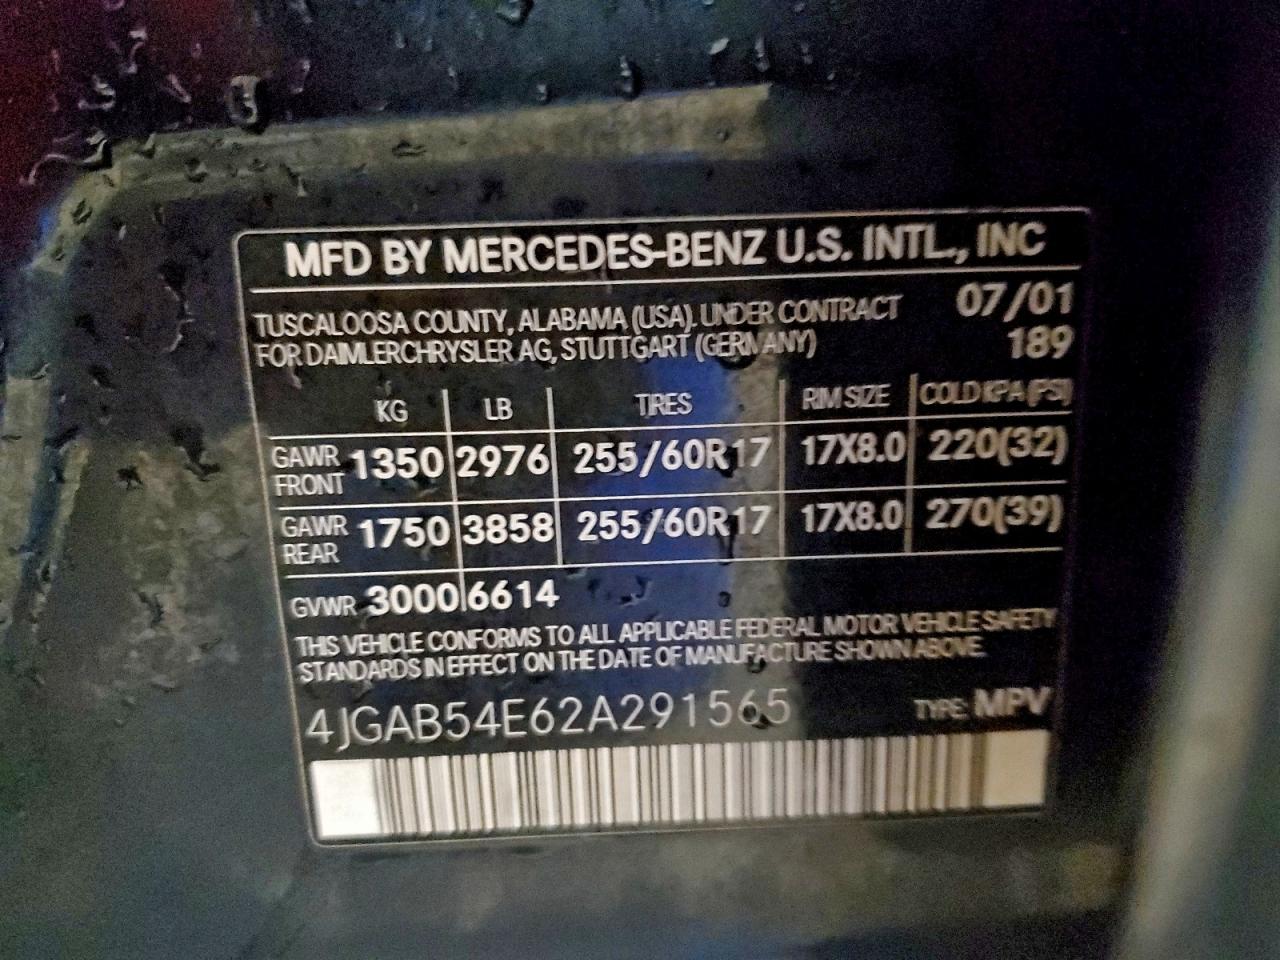 MFD BY MERCEDES-BENZ U.S. INTL., INC
TUSCALOOSA COUNTY, ALABAMA (USA). UNDER CONTRACT 07/01
FOR DAIMLERCHRYSLER AG, STUTTGART (GERMANY) 189
KG LB TIRES RIM SIZE COLD KPA (PSI)
GAWR FRONT 1350 2976 255/60R17 17X8.0 220(32)
GAWR REAR 1750 3858 255/60R17 17X8.0 270(39)
GVWR 3000 6614
THIS VEHICLE CONFORMS TO ALL APPLICABLE FEDERAL MOTOR VEHICLE SAFETY
STANDARDS IN EFFECT ON THE DATE OF MANUFACTURE SHOWN ABOVE.
4JGAB54E62A291565 TYPE: MPV